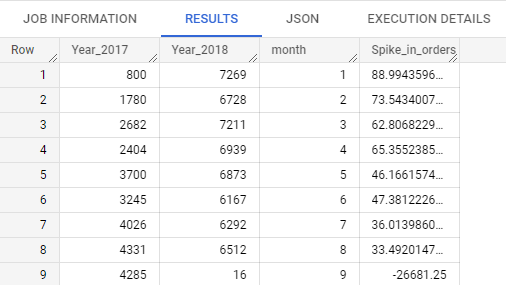 JOB INFORMATION RESULTS JSON EXECUTION DETAILS
Row Year_2017 Year_2018 month Spike_in_orders
1 800 7269 1 88.9943596...
2 1780 6728 2 73.5434007...
3 2682 7211 3 62.8068229...
4 2404 6939 4 65.3552385...
5 3700 6873 5 46.1661574...
6 3245 6167 6 47.3812226...
7 4026 6292 7 36.0139860...
8 4331 6512 8 33.4920147...
9 4285 16 9 -26681.25